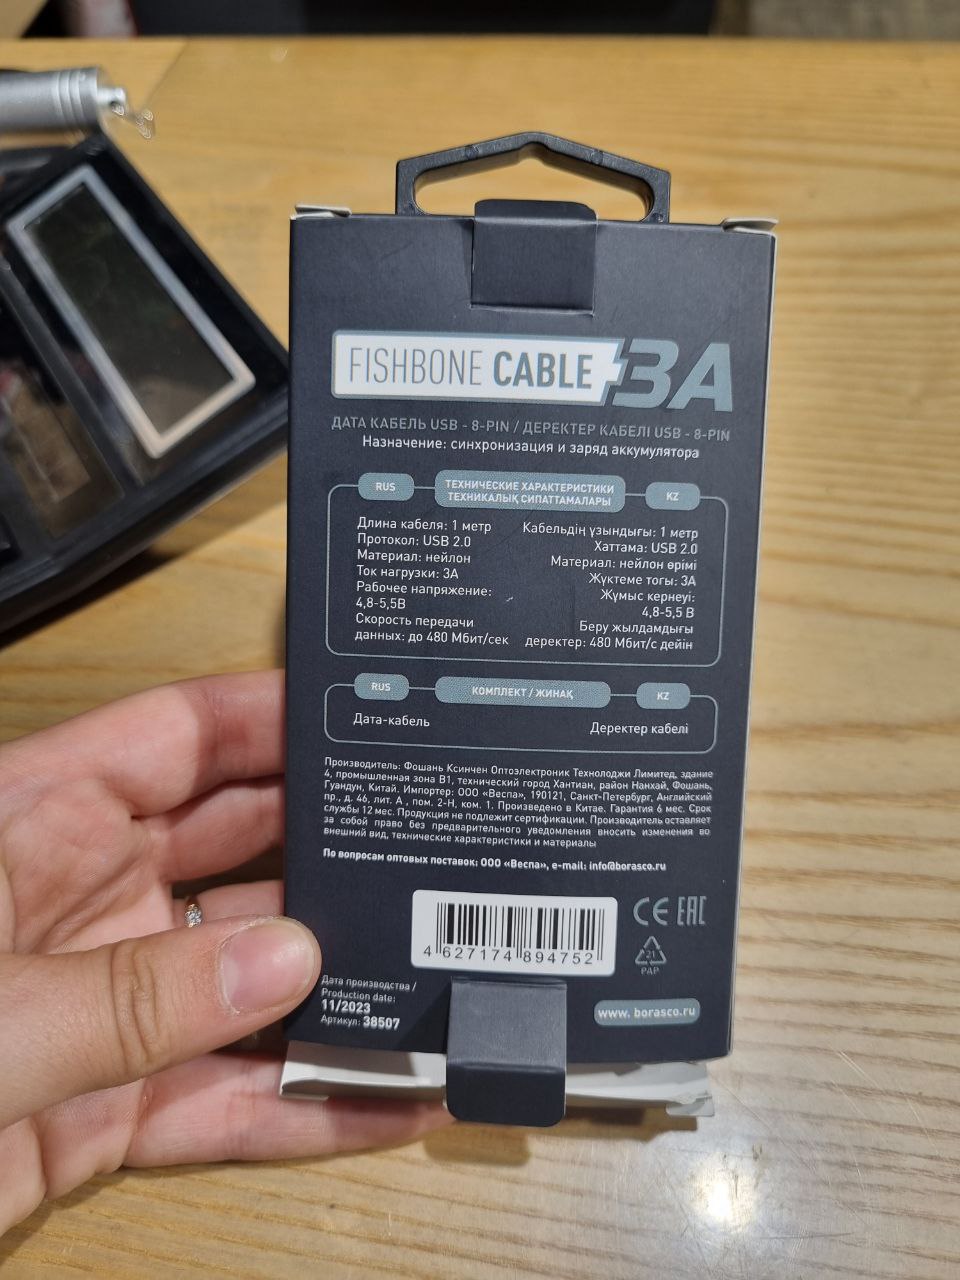 FISHBONE CABLE 3A
ДАТА КАБЕЛЬ USB - 8-PIN / ДЕРЕКТЕР КАБЕЛІ USB - 8-PIN
Назначение: синхронизация и заряд аккумулятора
RUS
ТЕХНИЧЕСКИЕ ХАРАКТЕРИСТИКИ
ТЕХНИКАЛЫҚ СИПАТТАМАЛАРЫ
KZ
Длина кабеля: 1 метр
Протокол: USB 2.0
Материал: нейлон
Ток нагрузки: 3А
Рабочее напряжение:
4,8-5,5В
Скорость передачи
данных: до 480 Мбит/сек
Кабельдің ұзындығы: 1 метр
Хаттама: USB 2.0
Материал: нейлон өрімі
Жүктеме тогы: 3А
Жұмыс кернеуі:
4,8-5,5 В
Беру жылдамдығы
деректер: 480 Мбит/с дейін
RUS
КОМПЛЕКТ / ЖИНАҚ
KZ
Дата-кабель
Деректер кабелі
Производитель: Фошань Ксинчен Оптоэлектроник Технолоджи Лимитед, здание
4, промышленная зона В1, технический город Хантиан, район Нанхай, Фошань,
Гуандун, Китай. Импортер: ООО «Веспа», 190121, Санкт-Петербург, Английский
пр., д. 46, лит. А , пом. 2-Н, ком. 1. Произведено в Китае. Гарантия 6 мес. Срок
службы 12 мес. Продукция не подлежит сертификации. Производитель оставляет
за собой право без предварительного уведомления вносить изменения во
внешний вид, технические характеристики и материалы
По вопросам оптовых поставок: ООО «Веспа», e-mail: info@borasco.ru
4 627174 894752
CE EAC
21
PAP
Дата производства /
Production date:
11/2023
Артикул: 38507
www. borasco.ru